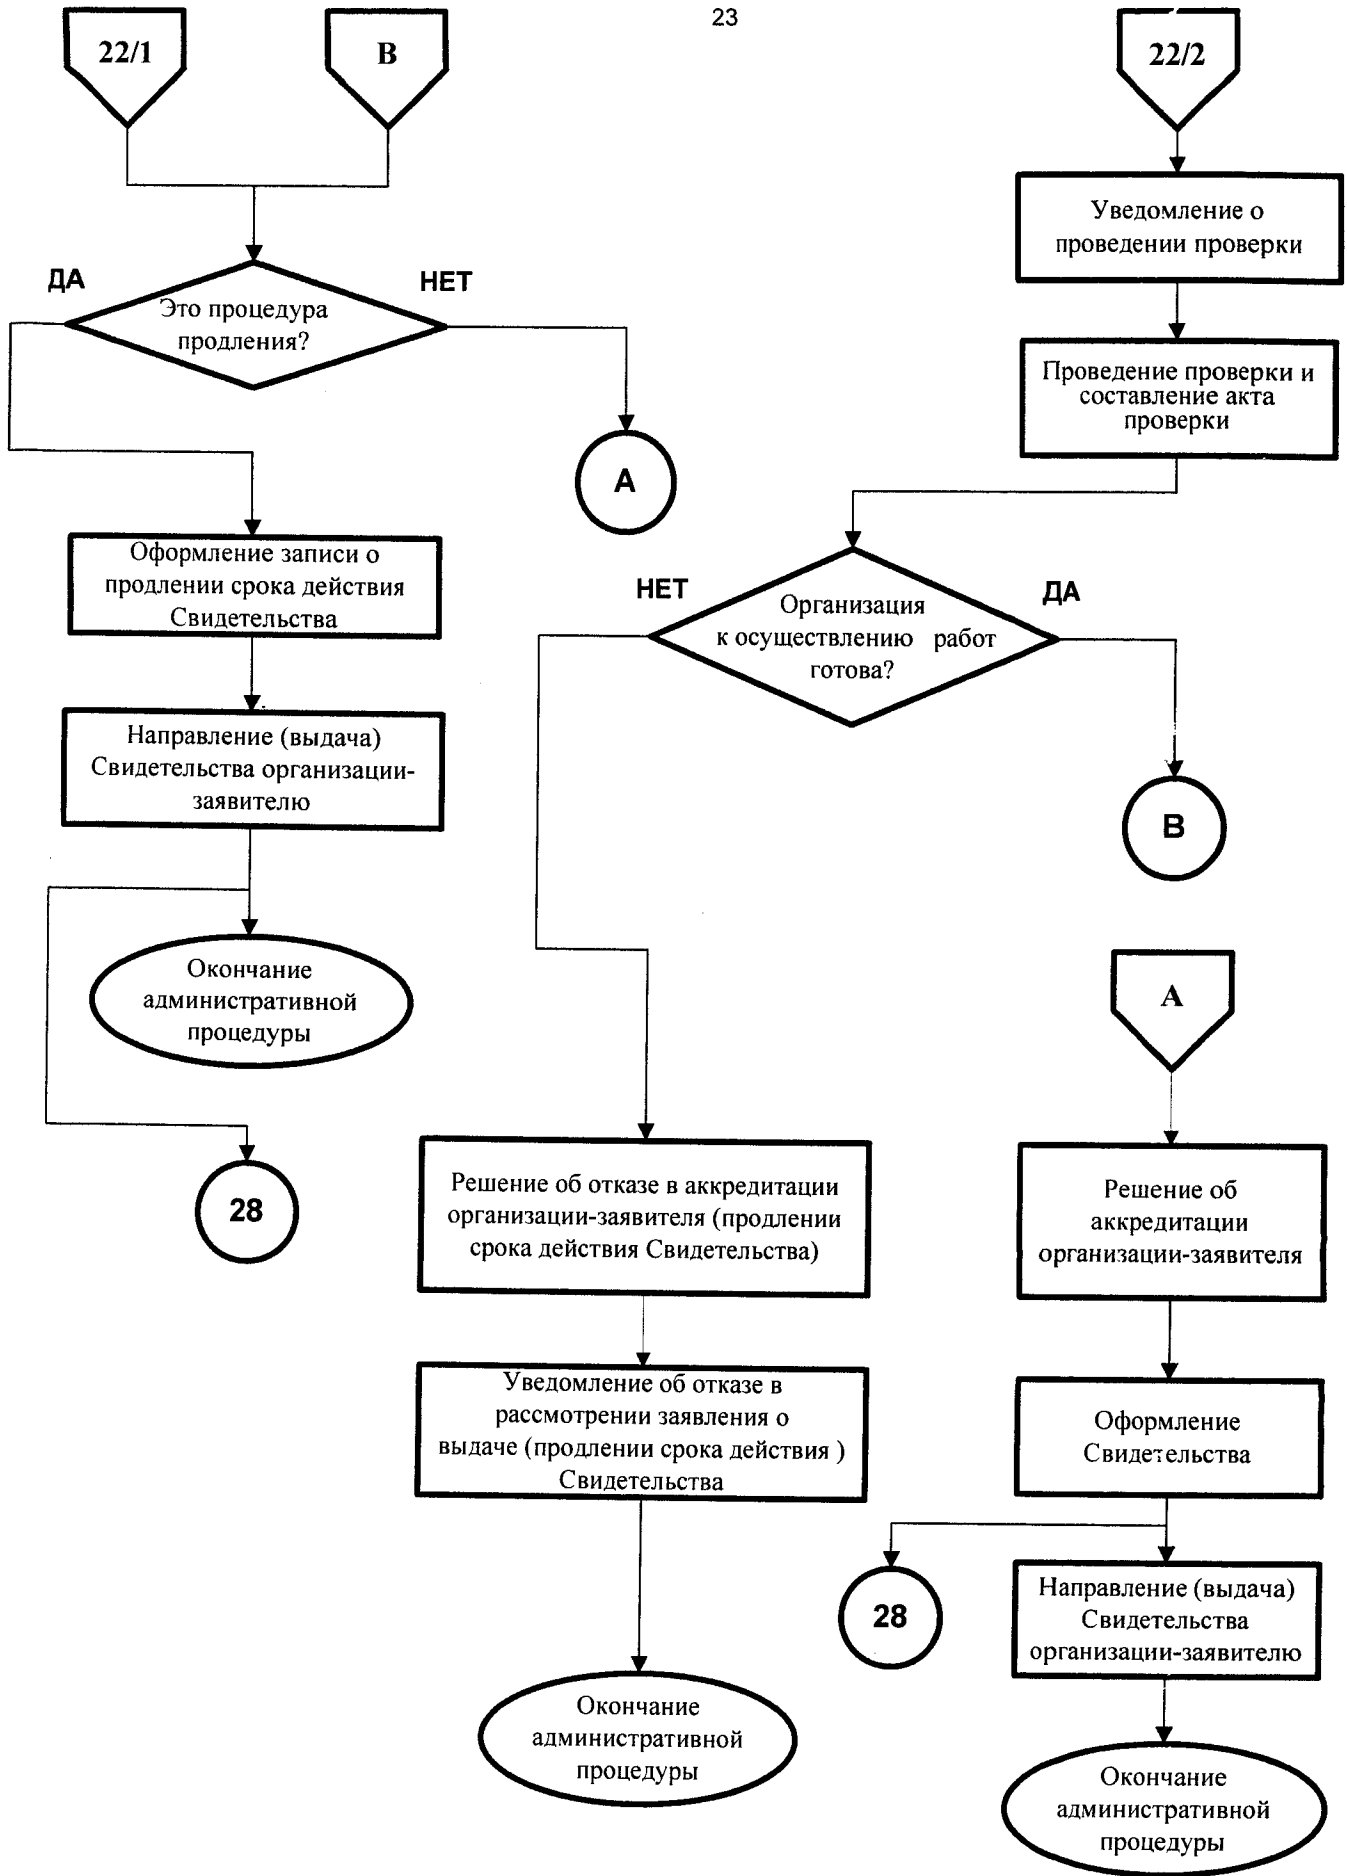 23
22/1
В
22/2
Уведомление о
проведении проверки
ДА
НЕТ
Это процедура
продления?
Проведение проверки и
составление акта
проверки
А
Оформление записи о
продлении срока действия
Свидетельства
НЕТ
ДА
Организация
к осуществлению работ
готова?
Направление (выдача)
Свидетельства организации-
заявителю
В
Окончание
административной
процедуры
А
28
Решение об отказе в аккредитации
организации-заявителя (продлении
срока действия Свидетельства)
Решение об
аккредитации
организации-заявителя
Уведомление об отказе в
рассмотрении заявления о
выдаче (продлении срока действия )
Свидетельства
Оформление
Свидетельства
28
Направление (выдача)
Свидетельства
организации-заявителю
Окончание
административной
процедуры
Окончание
административной
процедуры